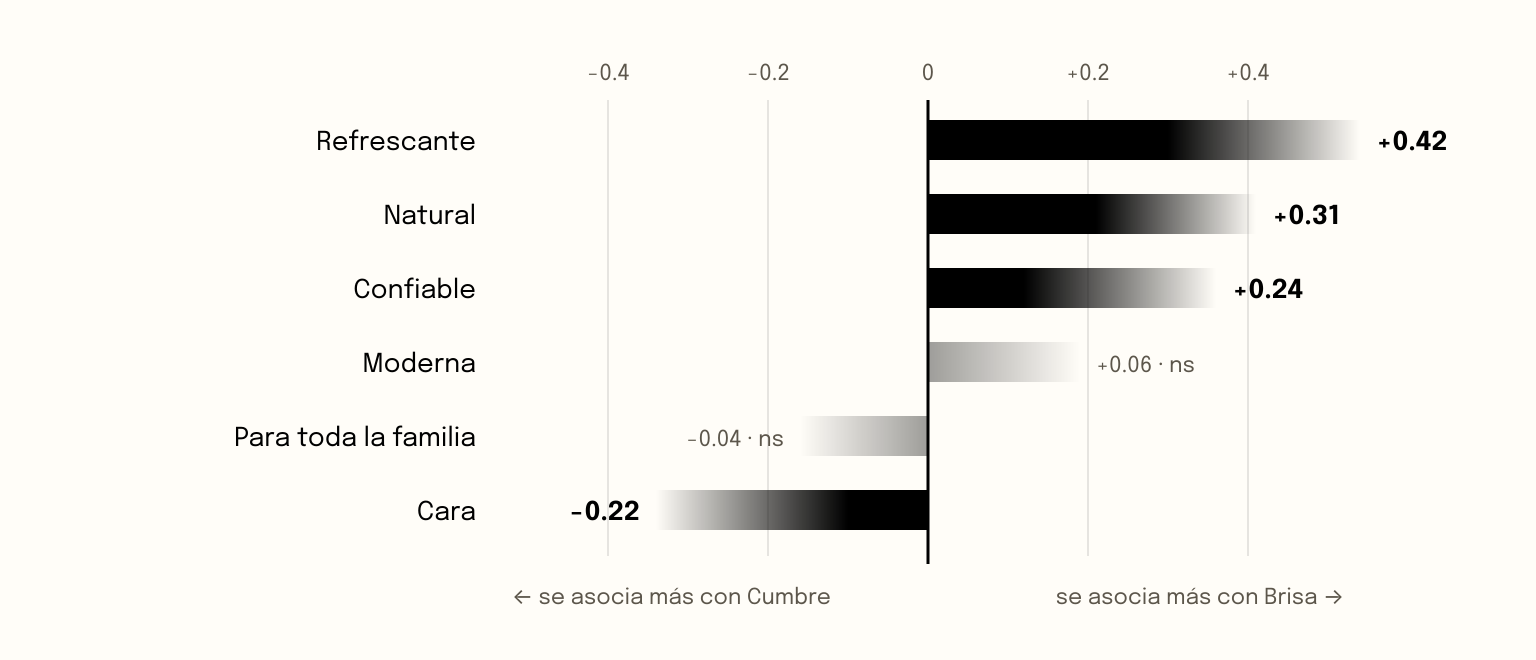 −0.4 −0.2 0 +0.2 +0.4
Refrescante +0.42
Natural +0.31
Confiable +0.24
Moderna +0.06 · ns
Para toda la familia −0.04 · ns
Cara −0.22
← se asocia más con Cumbre se asocia más con Brisa →